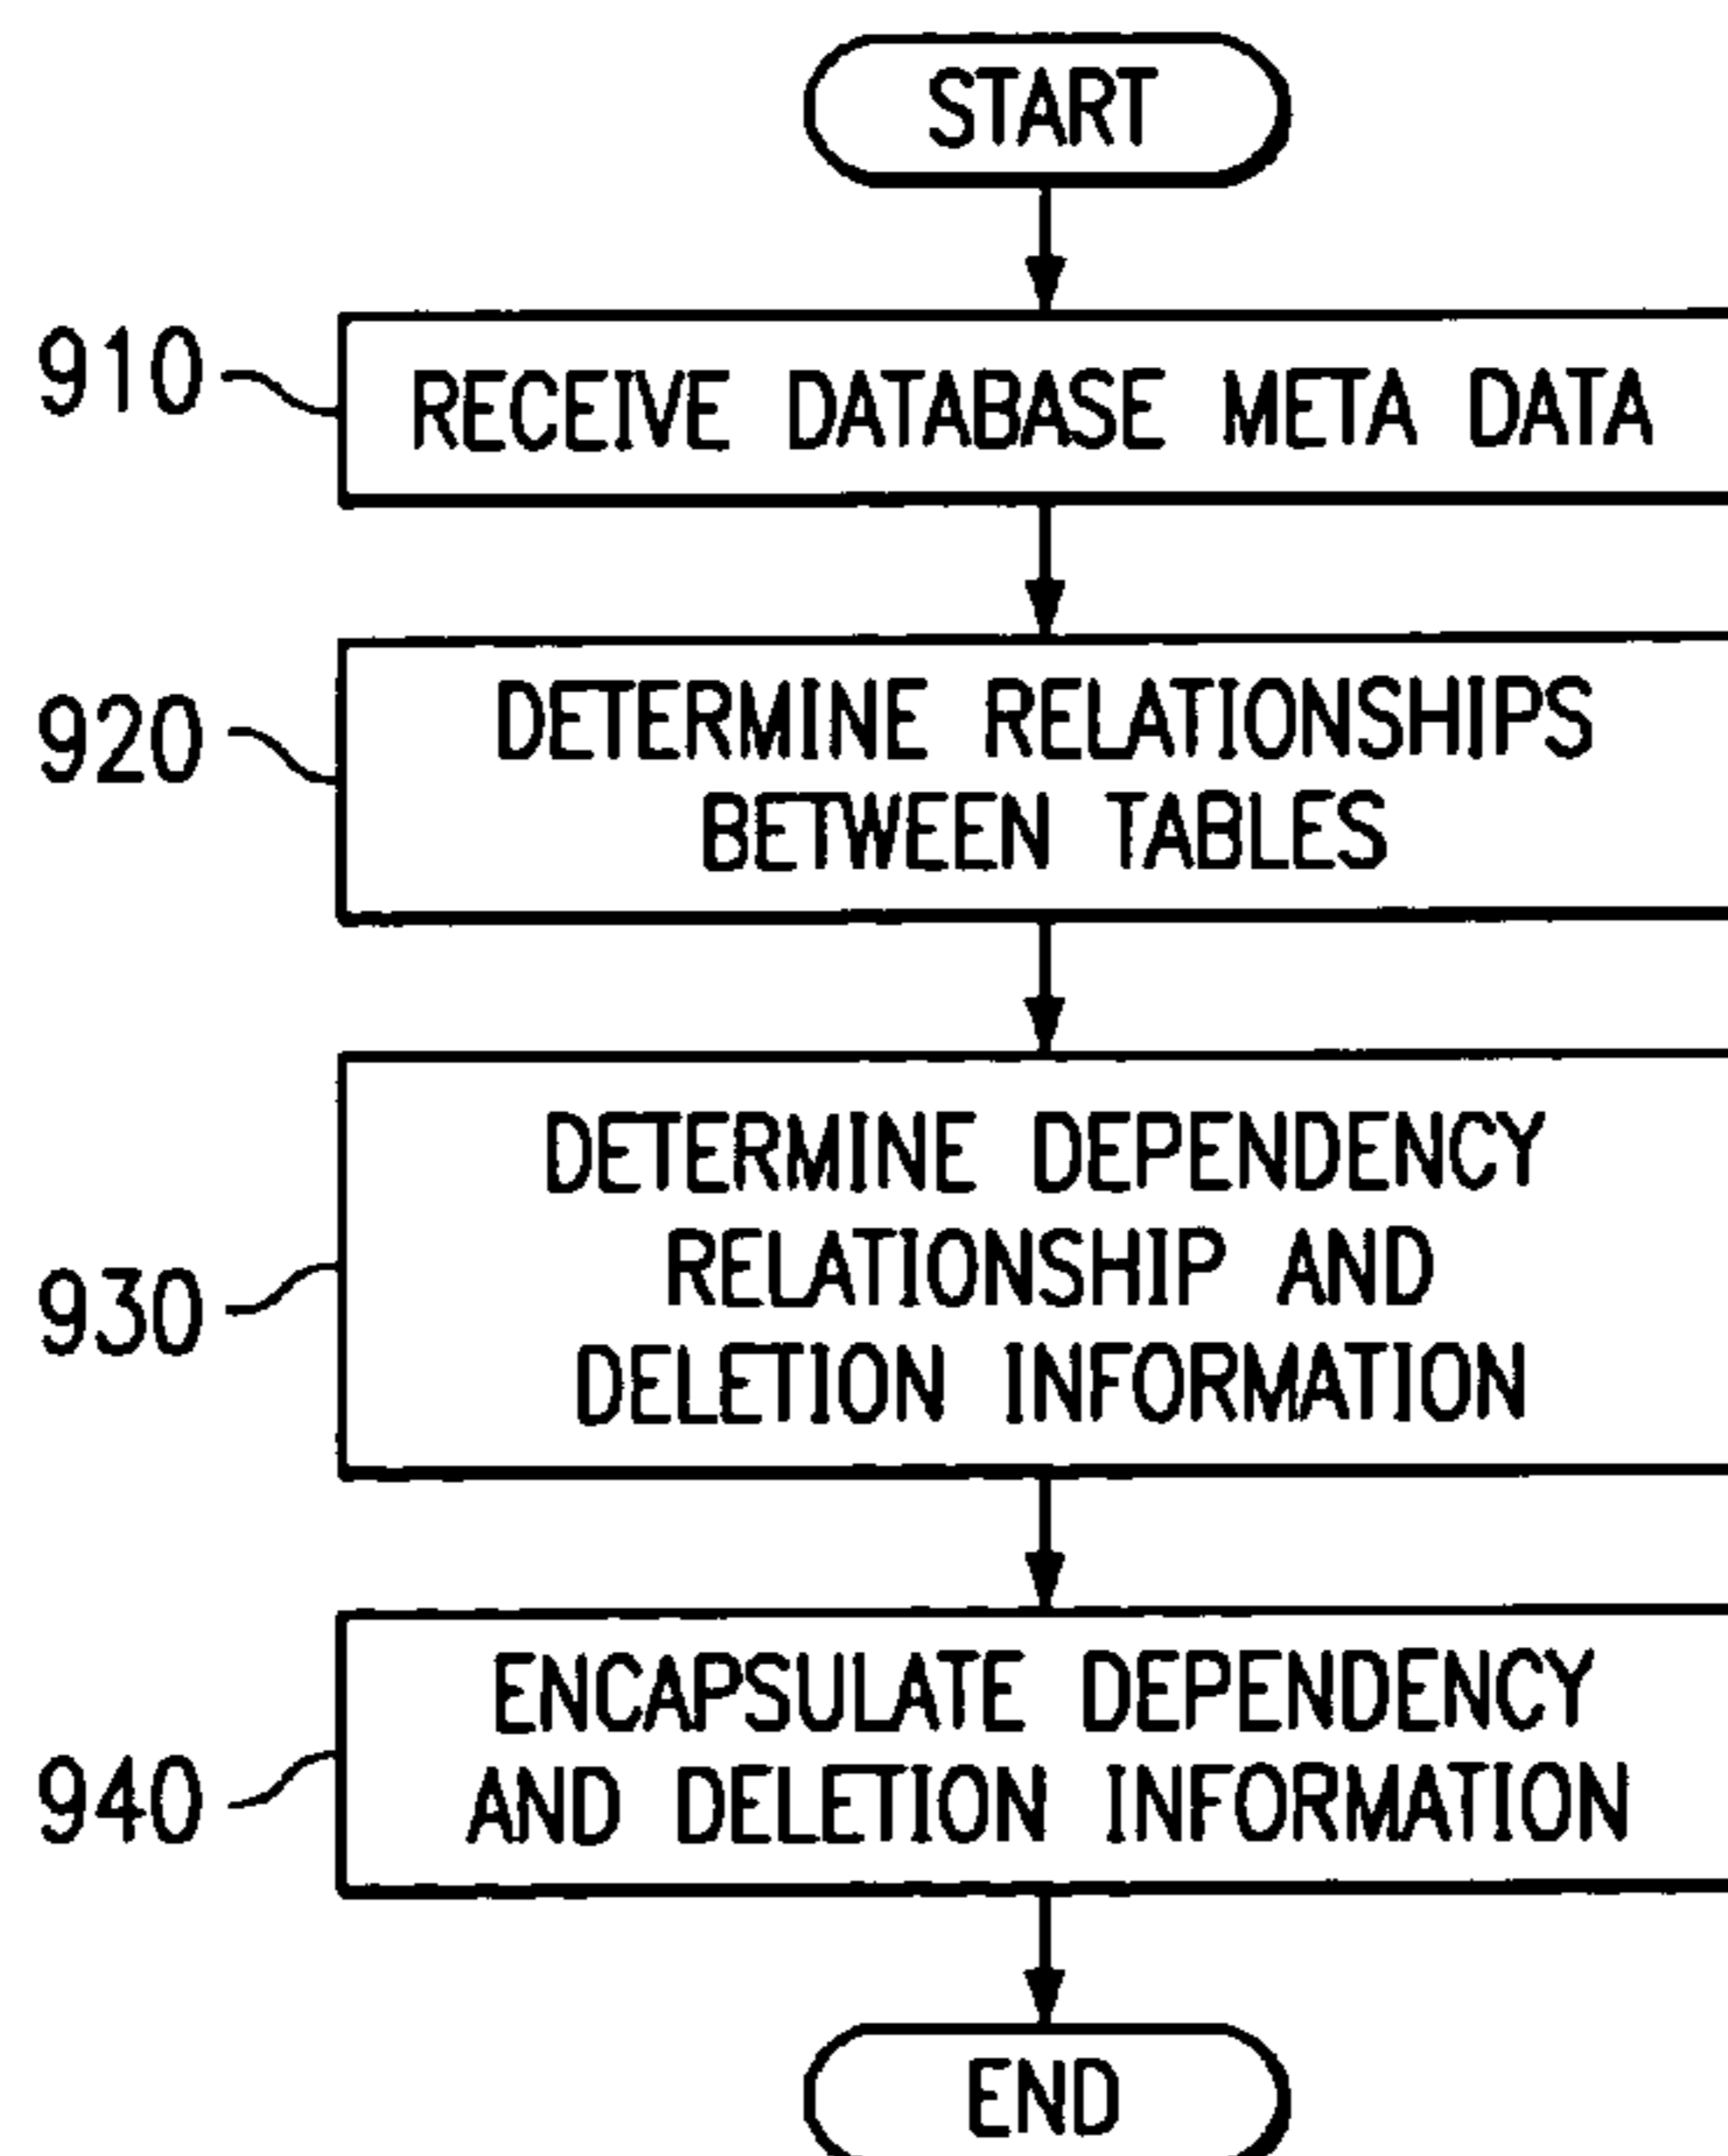 START
910
RECEIVE DATABASE META DATA
920
DETERMINE RELATIONSHIPS
BETWEEN TABLES
930
DETERMINE DEPENDENCY
RELATIONSHIP AND
DELETION INFORMATION
940
ENCAPSULATE DEPENDENCY
AND DELETION INFORMATION
END